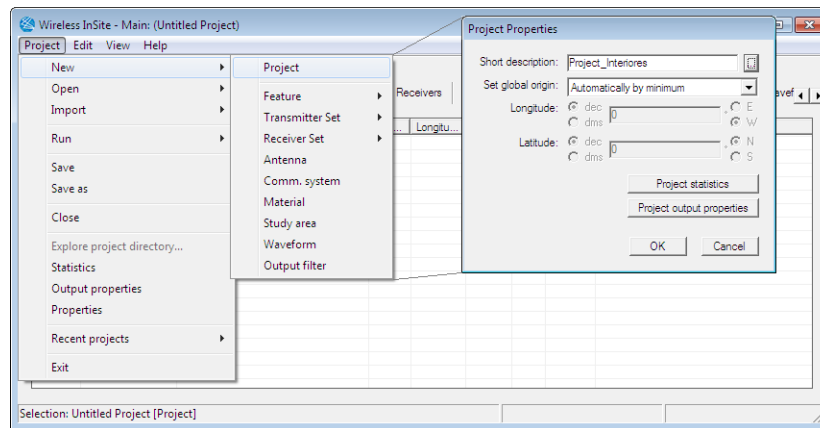 Wireless InSite - Main: (Untitled Project)
Project Edit View Help
New
Open
Import
Run
Save
Save as
Close
Explore project directory...
Statistics
Output properties
Properties
Recent projects
Exit
Project
Feature
Transmitter Set
Receiver Set
Antenna
Comm. system
Material
Study area
Waveform
Output filter
Receivers
... Longitu...
Project Properties
Short description: Project_Interiores
Set global origin: Automatically by minimum
Longitude: dec 0 , E
dms W
Latitude: dec 0 , N
dms S
Project statistics
Project output properties
OK Cancel
Selection: Untitled Project [Project]